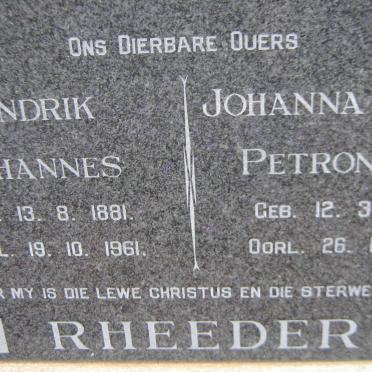 ONS DIERBARE OUERS
NDRIK JOHANNA
HANNES PETRON
. 13. 8. 1881. GEB. 12. 3
L. 19. 10. 1961. OORL. 26.
R MY IS DIE LEWE CHRISTUS EN DIE STERWE
RHEEDER